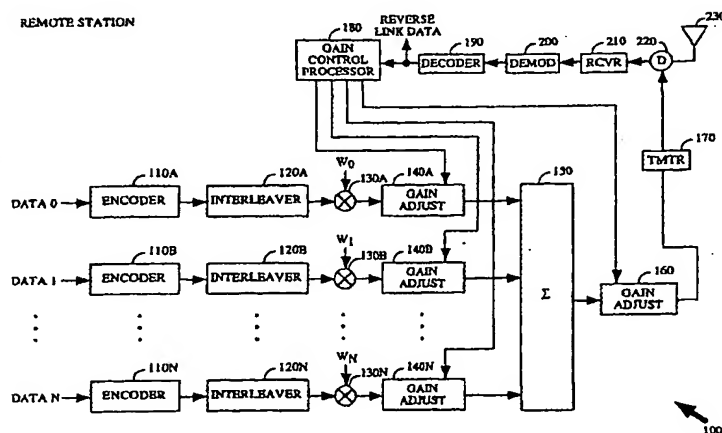 REMOTE STATION
180
GAIN
CONTROL
PROCESSOR
REVERSE
LINK DATA
190
DECODER
200
DEMOD
210
RCVR
220
D
230
170
TMTR
DATA 0
110A
ENCODER
120A
INTERLEAVER
W0
130A
140A
GAIN
ADJUST
150
Σ
DATA 1
110B
ENCODER
120B
INTERLEAVER
W1
130B
140B
GAIN
ADJUST
160
GAIN
ADJUST
DATA N
110N
ENCODER
120N
INTERLEAVER
WN
130N
140N
GAIN
ADJUST
100